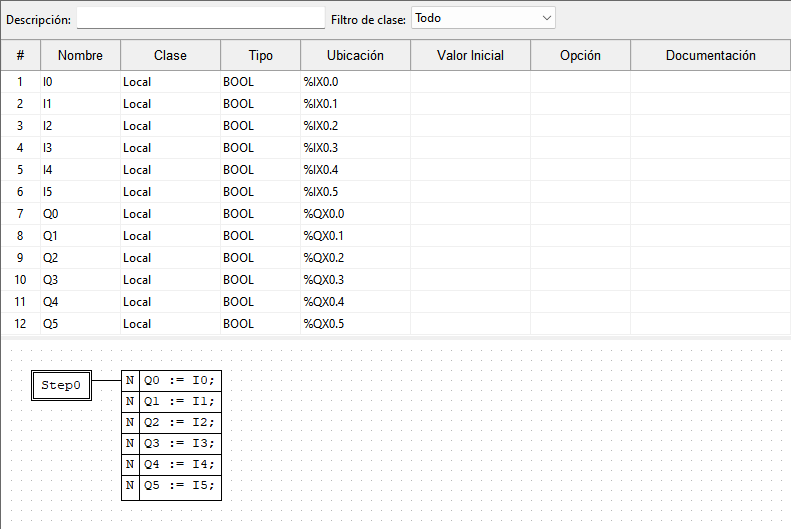 Descripción: Filtro de clase: Todo
# Nombre Clase Tipo Ubicación Valor Inicial Opción Documentación
1 I0 Local BOOL %IX0.0
2 I1 Local BOOL %IX0.1
3 I2 Local BOOL %IX0.2
4 I3 Local BOOL %IX0.3
5 I4 Local BOOL %IX0.4
6 I5 Local BOOL %IX0.5
7 Q0 Local BOOL %QX0.0
8 Q1 Local BOOL %QX0.1
9 Q2 Local BOOL %QX0.2
10 Q3 Local BOOL %QX0.3
11 Q4 Local BOOL %QX0.4
12 Q5 Local BOOL %QX0.5
Step0 N Q0 := I0;
N Q1 := I1;
N Q2 := I2;
N Q3 := I3;
N Q4 := I4;
N Q5 := I5;